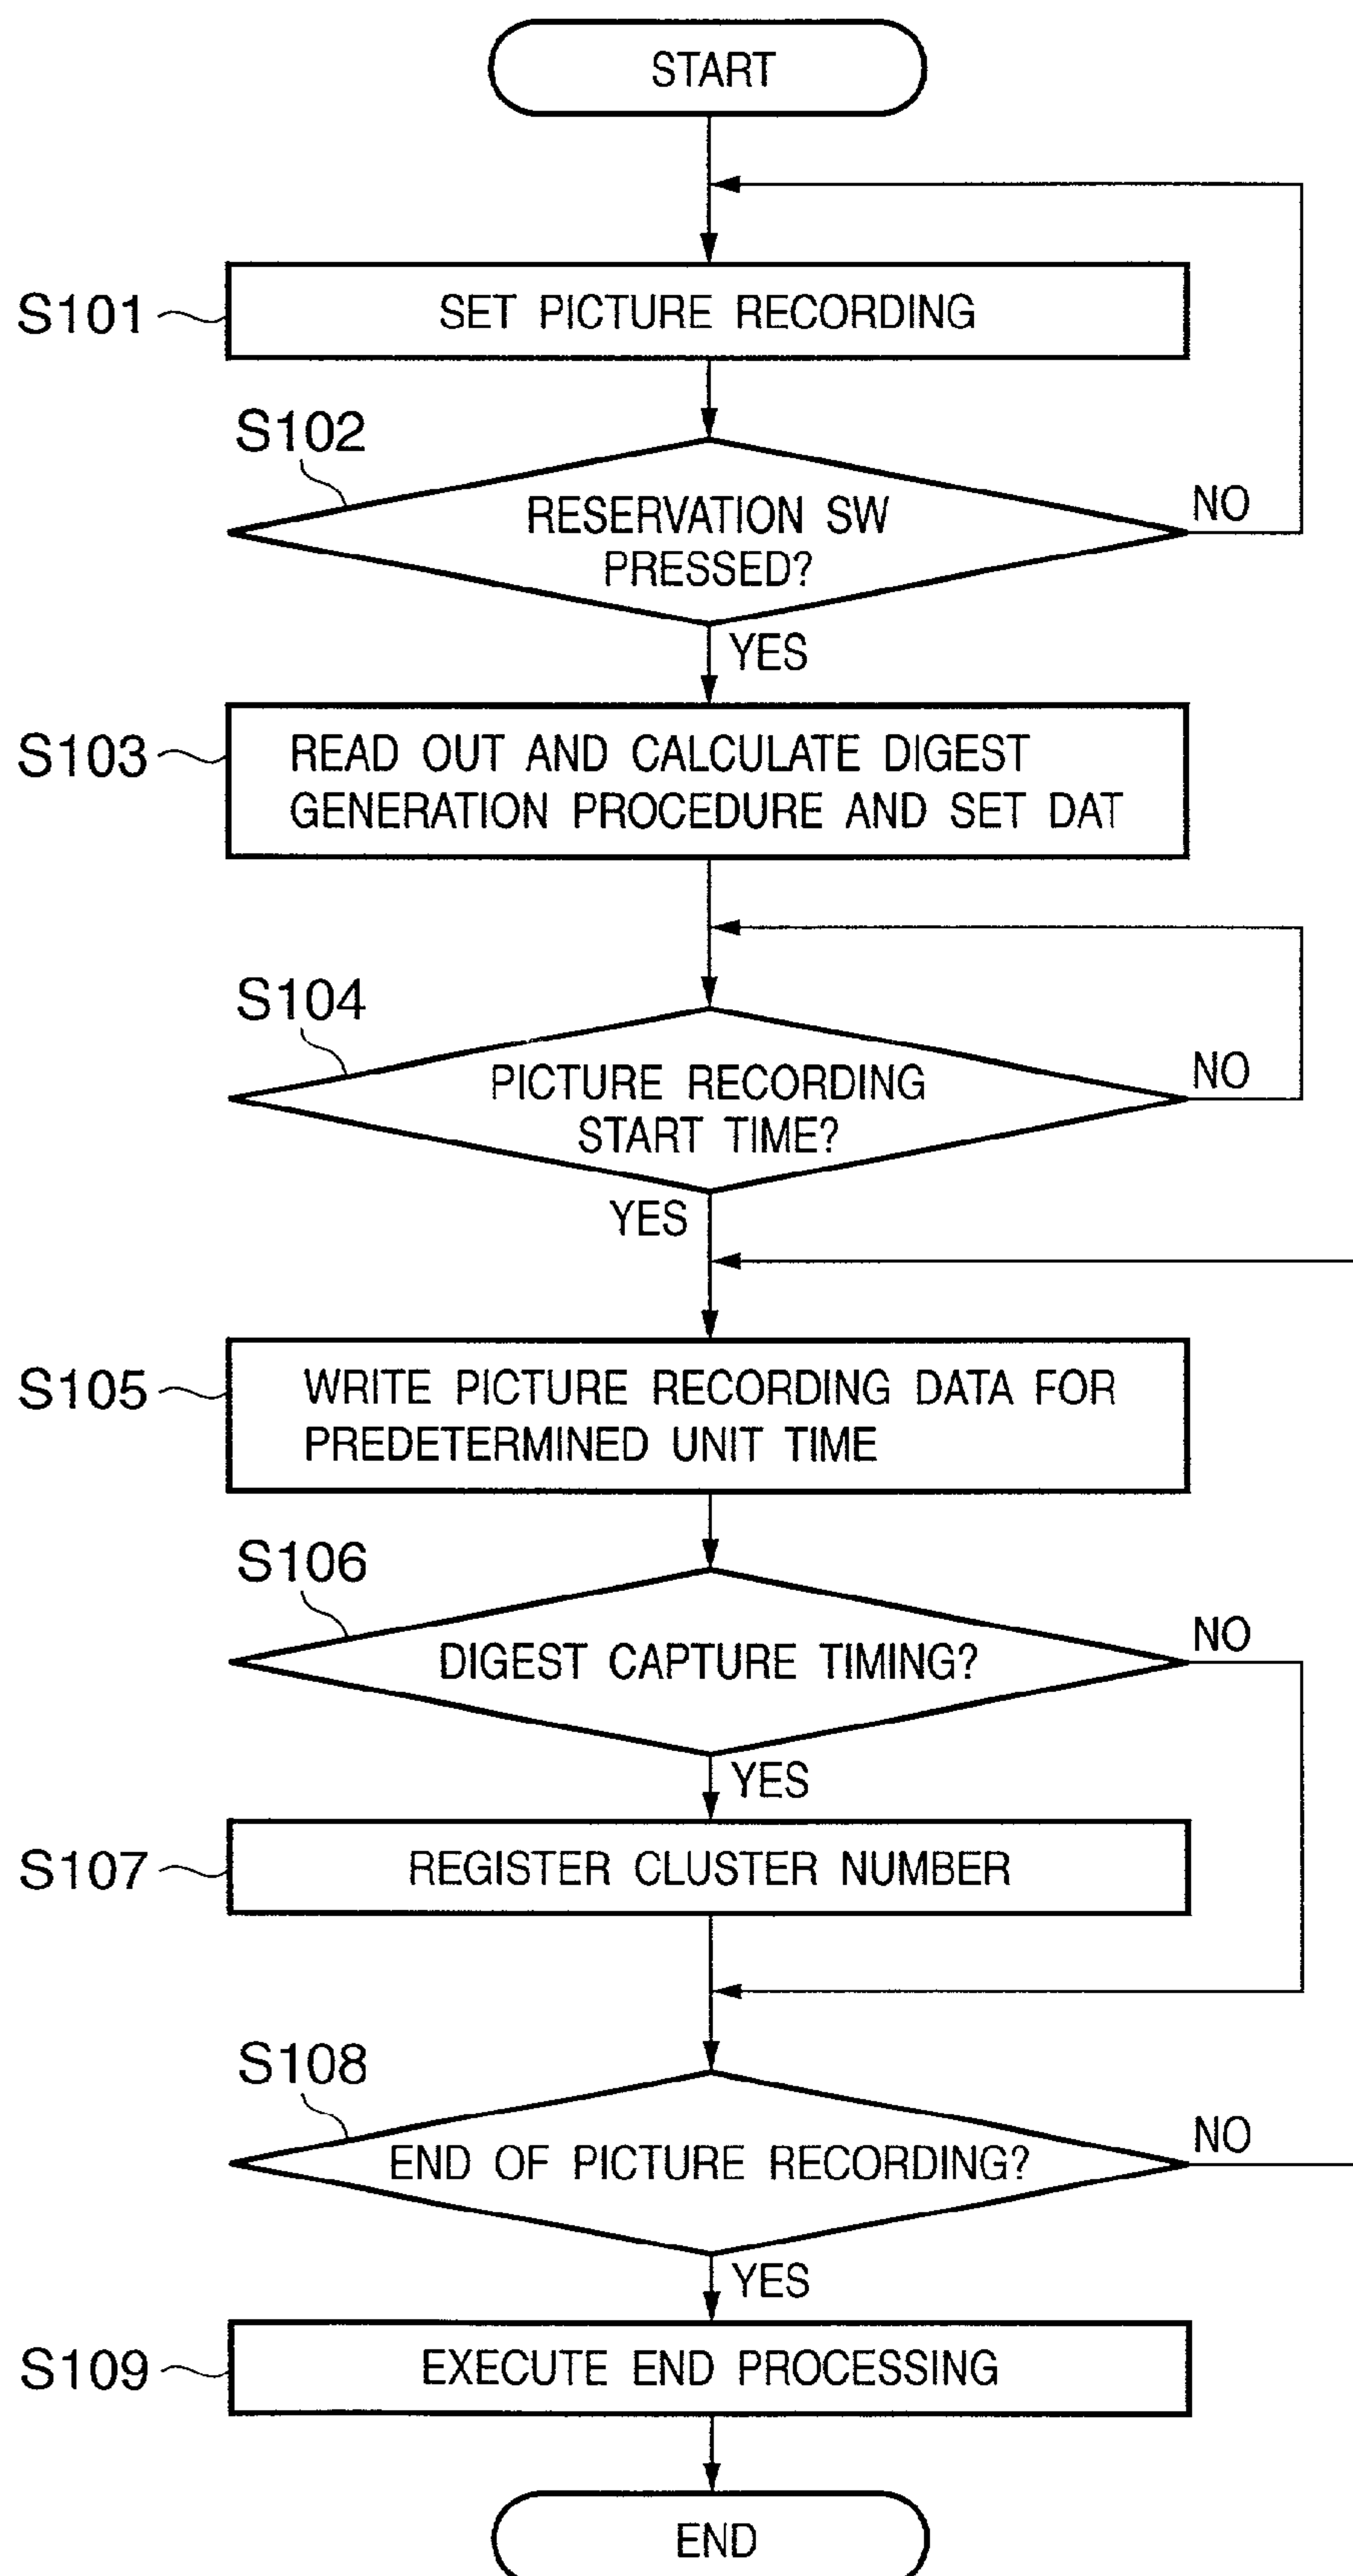 START
S101
SET PICTURE RECORDING
S102
RESERVATION SW
PRESSED?
NO
YES
S103
READ OUT AND CALCULATE DIGEST
GENERATION PROCEDURE AND SET DAT
S104
PICTURE RECORDING
START TIME?
NO
YES
S105
WRITE PICTURE RECORDING DATA FOR
PREDETERMINED UNIT TIME
S106
DIGEST CAPTURE TIMING?
NO
YES
S107
REGISTER CLUSTER NUMBER
S108
END OF PICTURE RECORDING?
NO
YES
S109
EXECUTE END PROCESSING
END